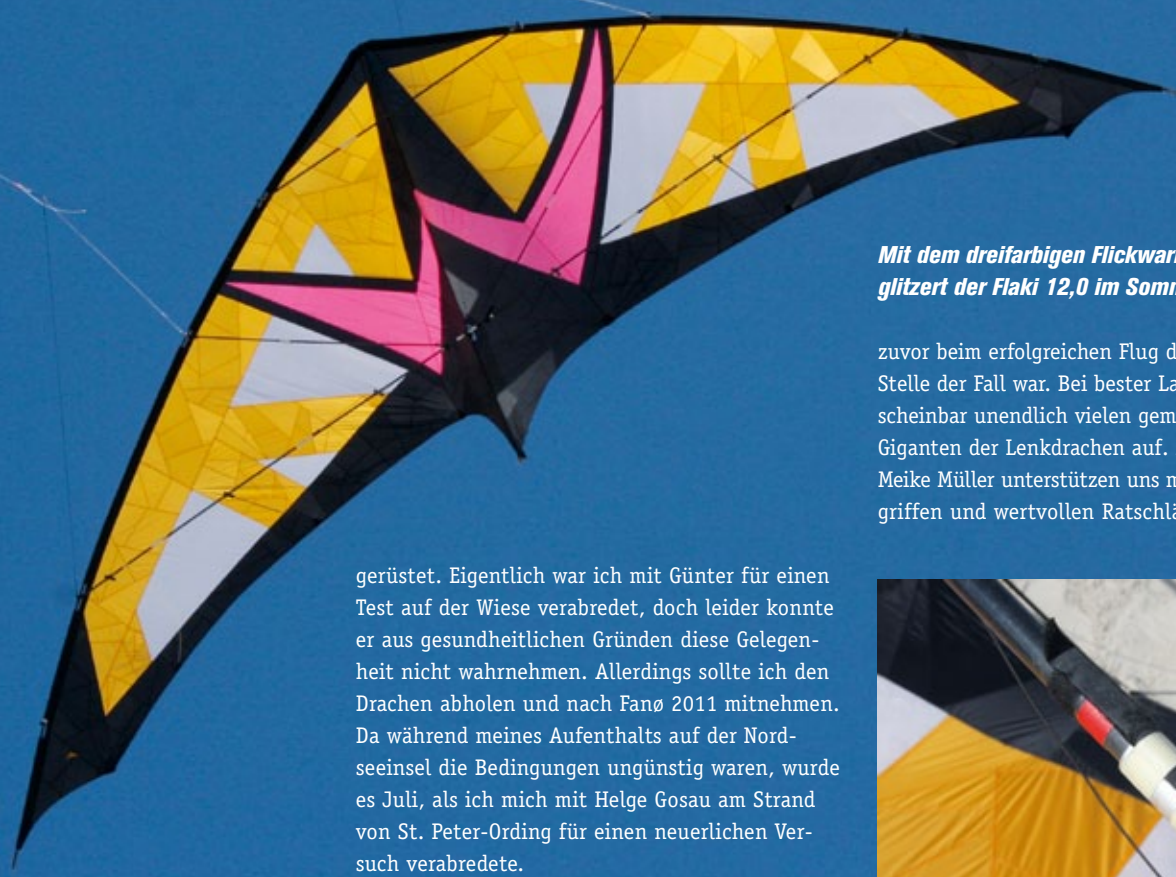 gerüstet. Eigentlich war ich mit Günter für einen
Test auf der Wiese verabredet, doch leider konnte
er aus gesundheitlichen Gründen diese Gelegen-
heit nicht wahrnehmen. Allerdings sollte ich den
Drachen abholen und nach Fanø 2011 mitnehmen.
Da während meines Aufenthalts auf der Nord-
seeinsel die Bedingungen ungünstig waren, wurde
es Juli, als ich mich mit Helge Gosau am Strand
von St. Peter-Ording für einen neuerlichen Ver-
such verabredete.
Mit dem dreifarbigen
glitzert der Flaki 12,0 im
zuvor beim erfolgreichen Flug
Stelle der Fall war. Bei bester
scheinbar unendlich vielen
Giganten der Lenkdrachen auf.
Meike Müller unterstützen uns
griffen und wertvollen